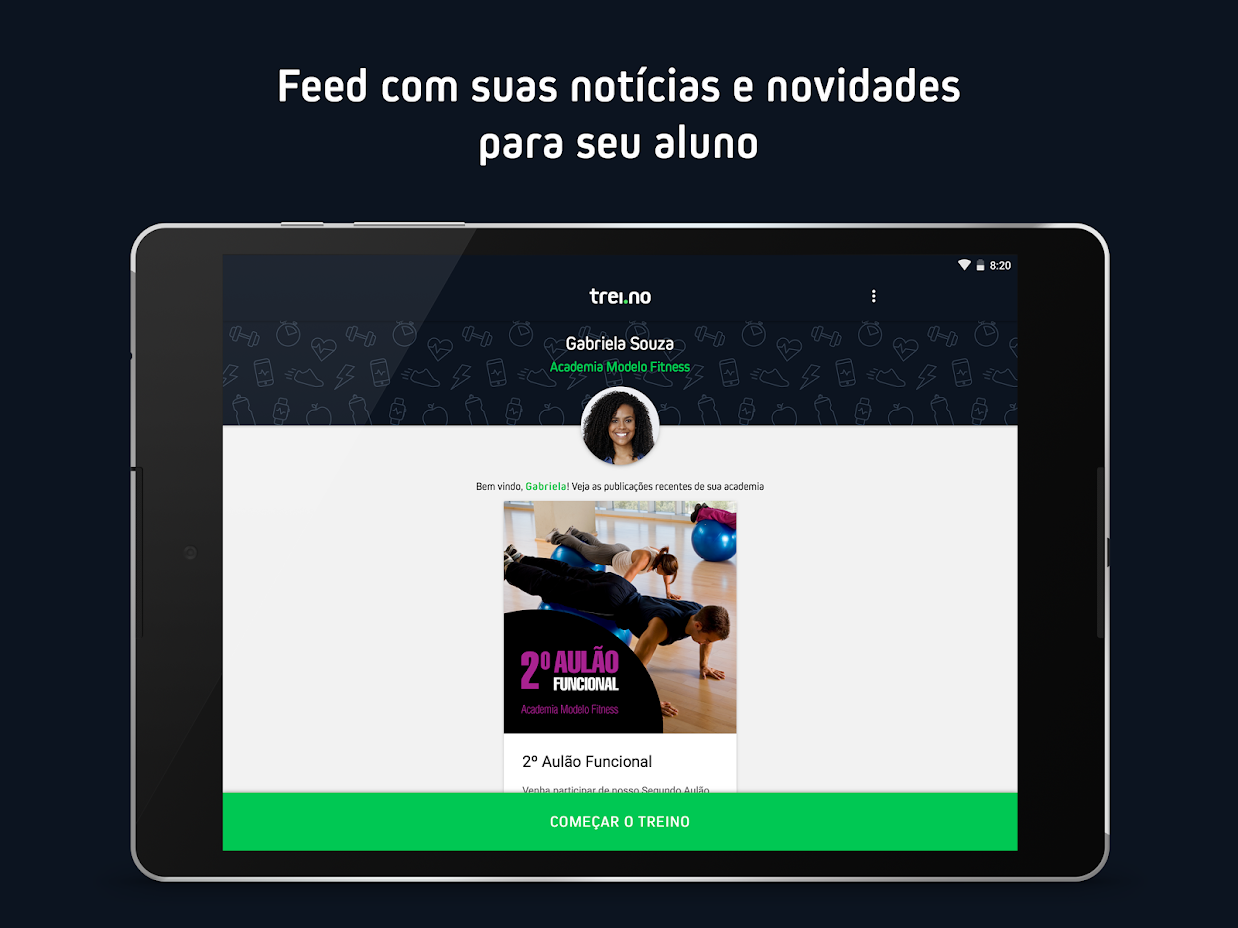 Feed com suas notícias e novidades
para seu aluno
8:20
trei.no
Gabriela Souza
Academia Modelo Fitness
Bem vindo, Gabriela! Veja as publicações recentes de sua academia
2º AULÃO
FUNCIONAL
Academia Modelo Fitness
2º Aulão Funcional
Venha participar de nosso Segundo Aulão
COMEÇAR O TREINO